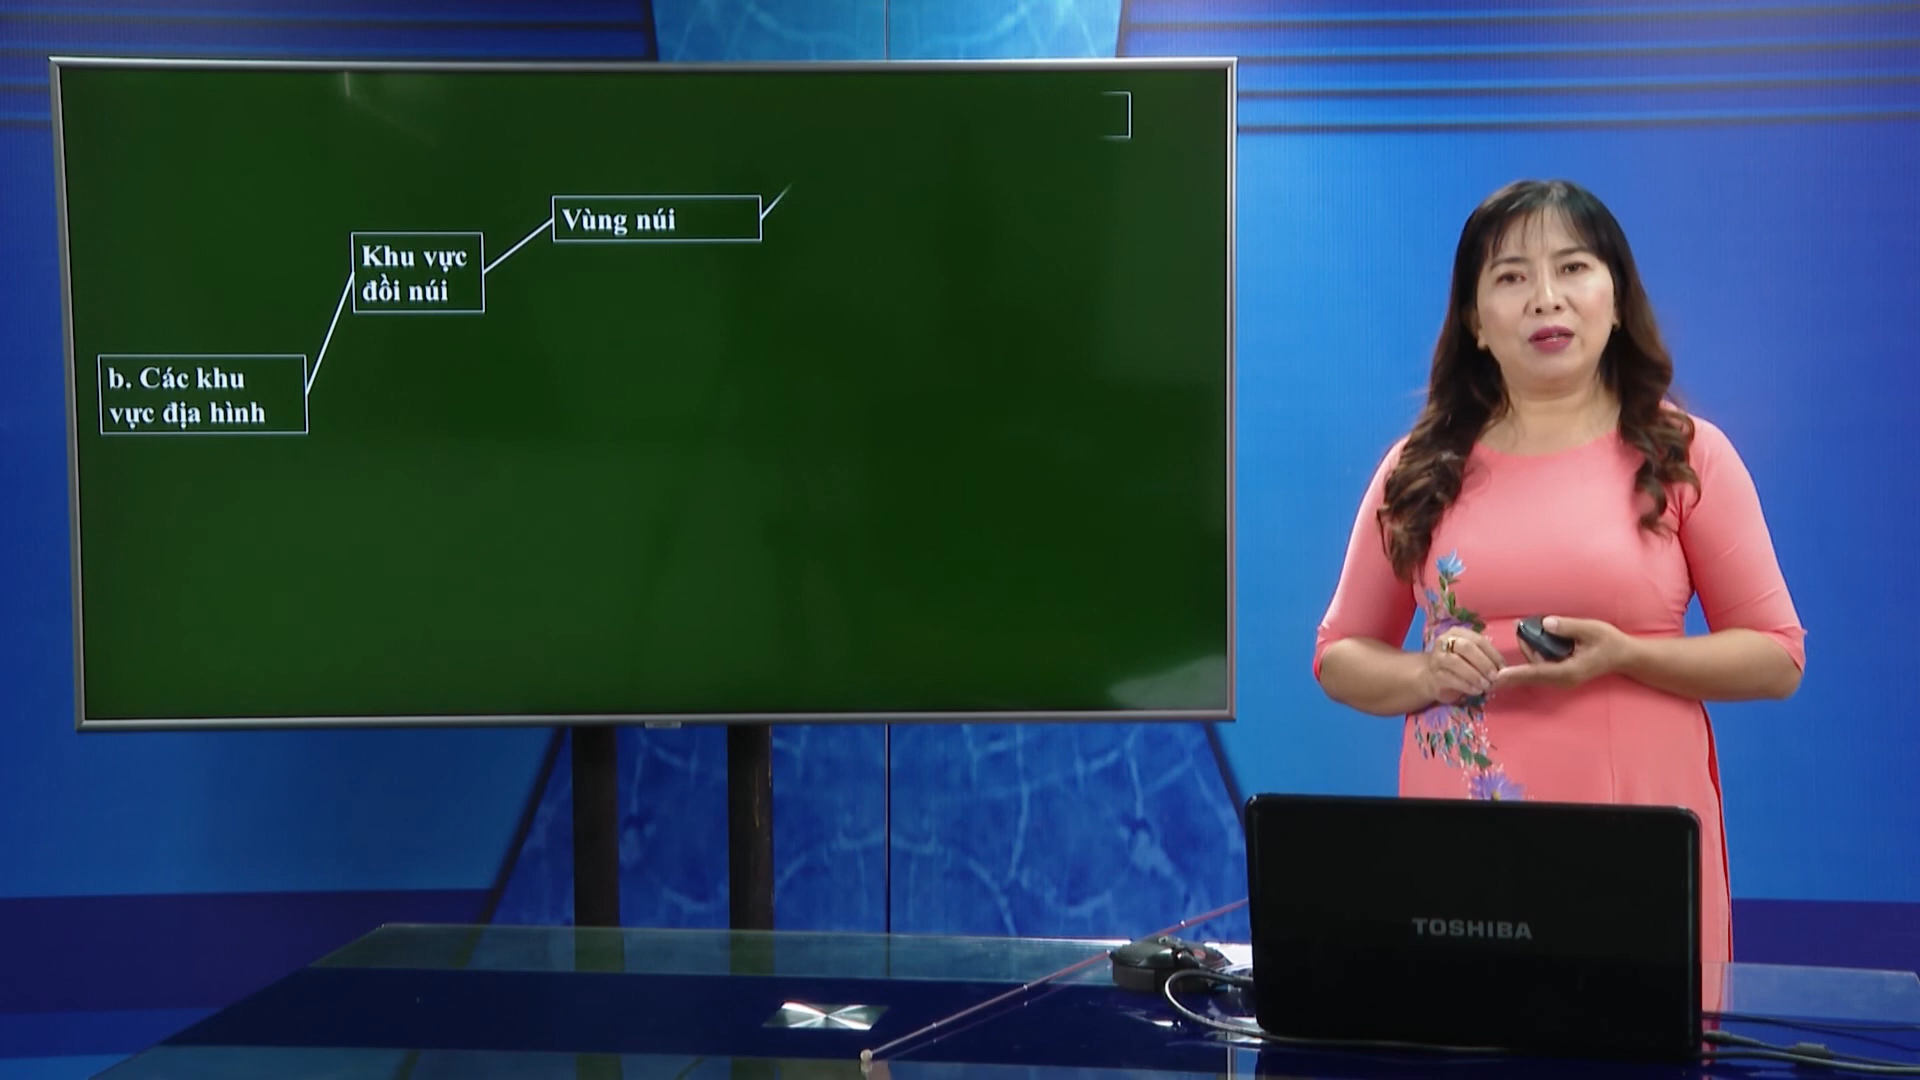 Vùng núi
Khu vực
đồi núi
b. Các khu
vực địa hình
TOSHIBA